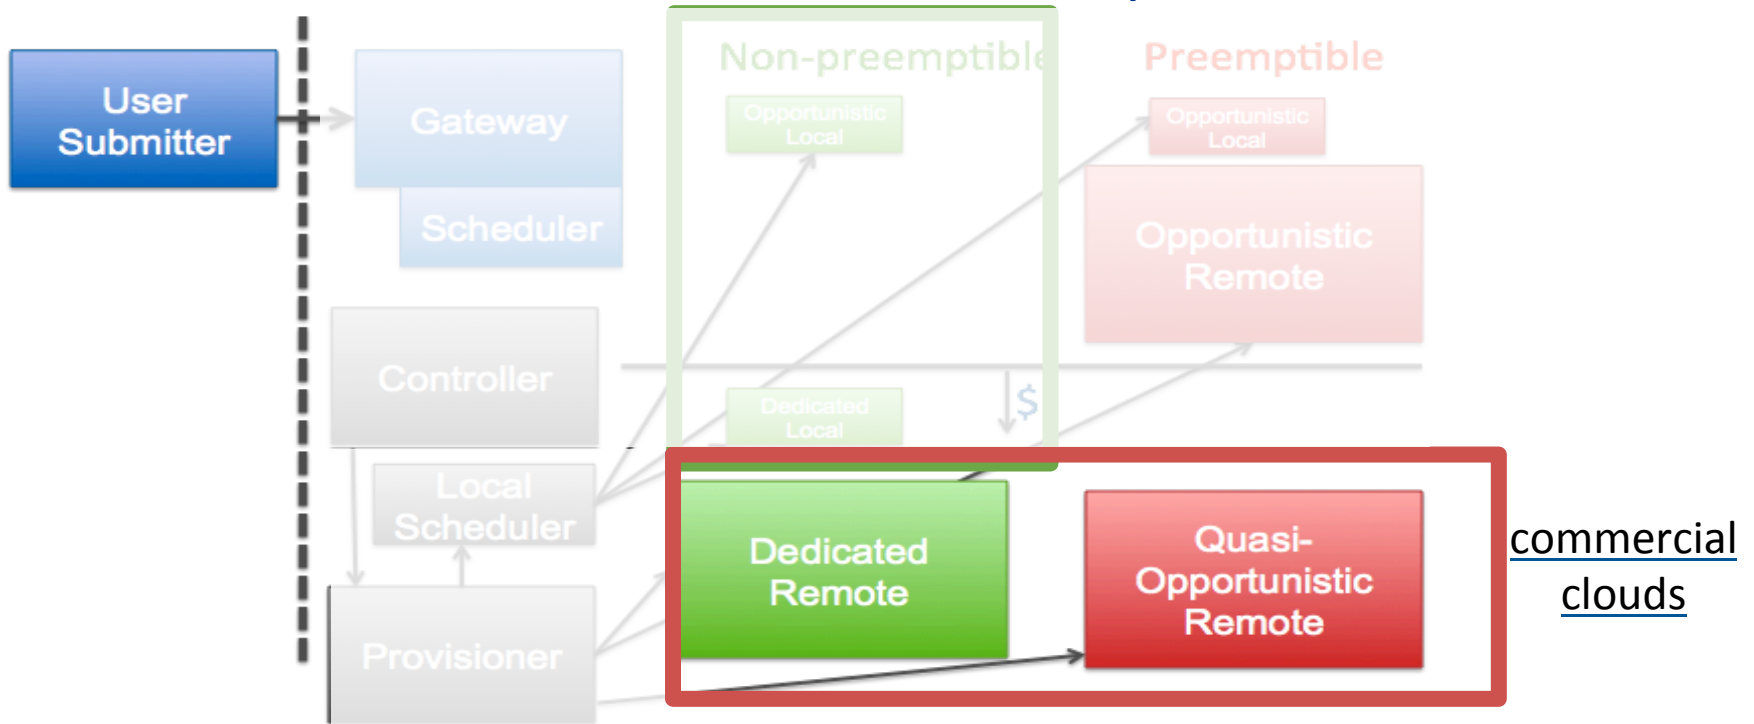 Non-preemptible
Preemptible
User
Submitter
Gateway
Scheduler
Opportunistic
Local
Opportunistic
Local
Opportunistic
Remote
Controller
$
Dedicated
Local
Local
Scheduler
Dedicated
Remote
Quasi-
Opportunistic
Remote
commercial
clouds
Provisioner